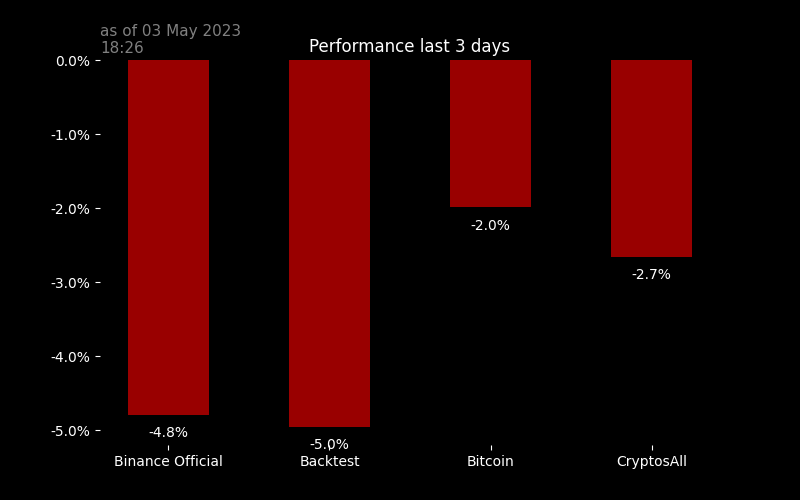 as of 03 May 2023
18:26
Performance last 3 days
0.0%
-1.0%
-2.0%
-3.0%
-4.0%
-5.0%
-4.8%
-5.0%
-2.0%
-2.7%
Binance Official
Backtest
Bitcoin
CryptosAll